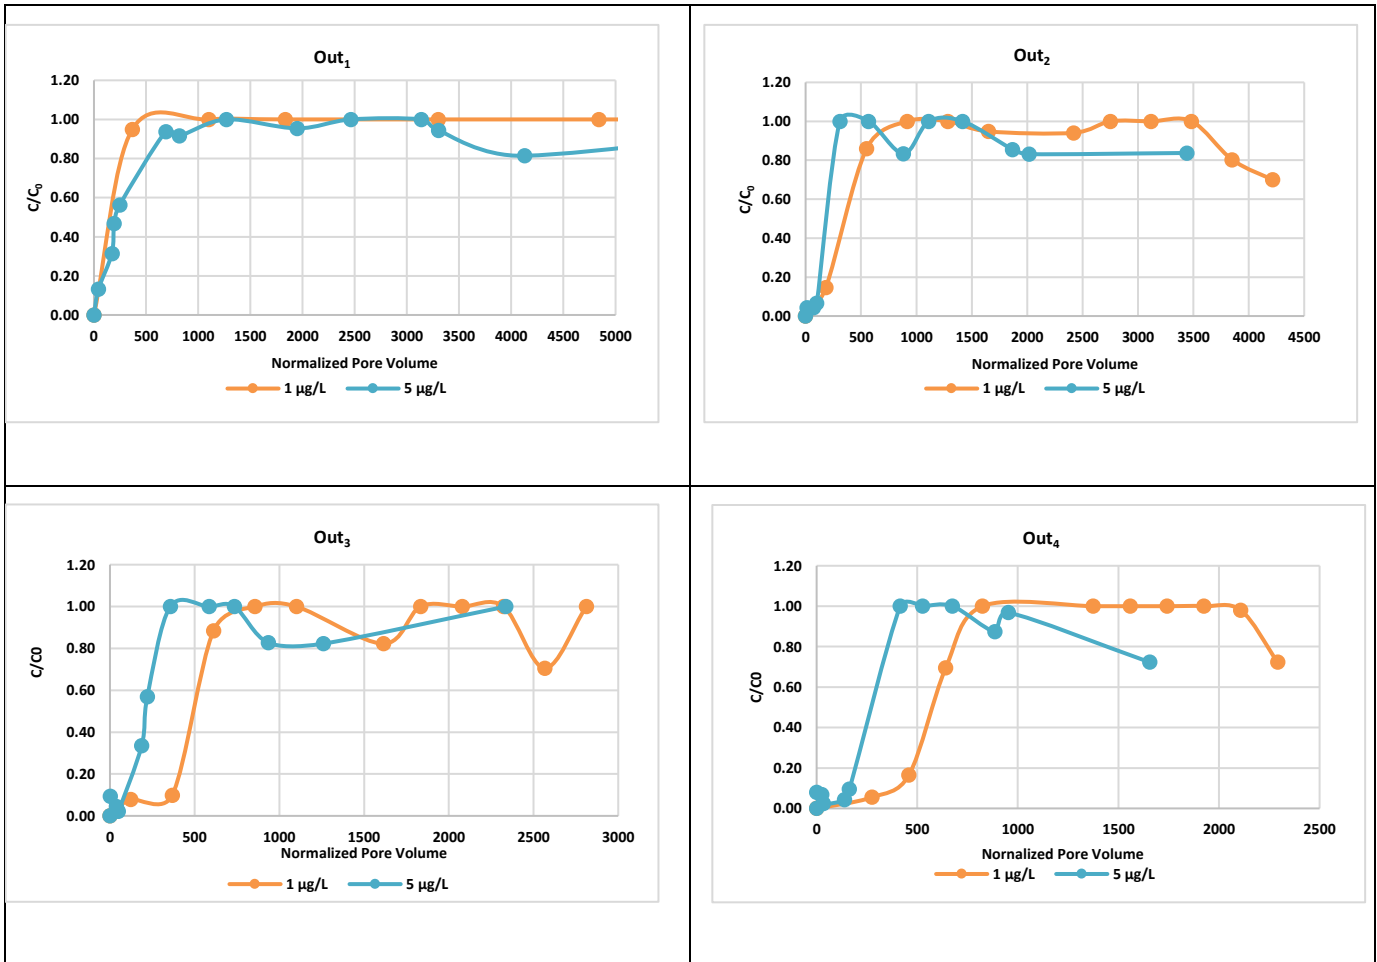 Out1
1.20
1.00
0.80
0.60
0.40
0.20
0.00
C/C0
0 500 1000 1500 2000 2500 3000 3500 4000 4500 5000
Normalized Pore Volume
1 µg/L 5 µg/L
Out2
1.20
1.00
0.80
0.60
0.40
0.20
0.00
C/C0
0 500 1000 1500 2000 2500 3000 3500 4000 4500
Normalized Pore Volume
1 µg/L 5 µg/L
Out3
1.20
1.00
0.80
0.60
0.40
0.20
0.00
C/C0
0 500 1000 1500 2000 2500 3000
Normalized Pore Volume
1 µg/L 5 µg/L
Out4
1.20
1.00
0.80
0.60
0.40
0.20
0.00
C/C0
0 500 1000 1500 2000 2500
Normalized Pore Volume
1 µg/L 5 µg/L